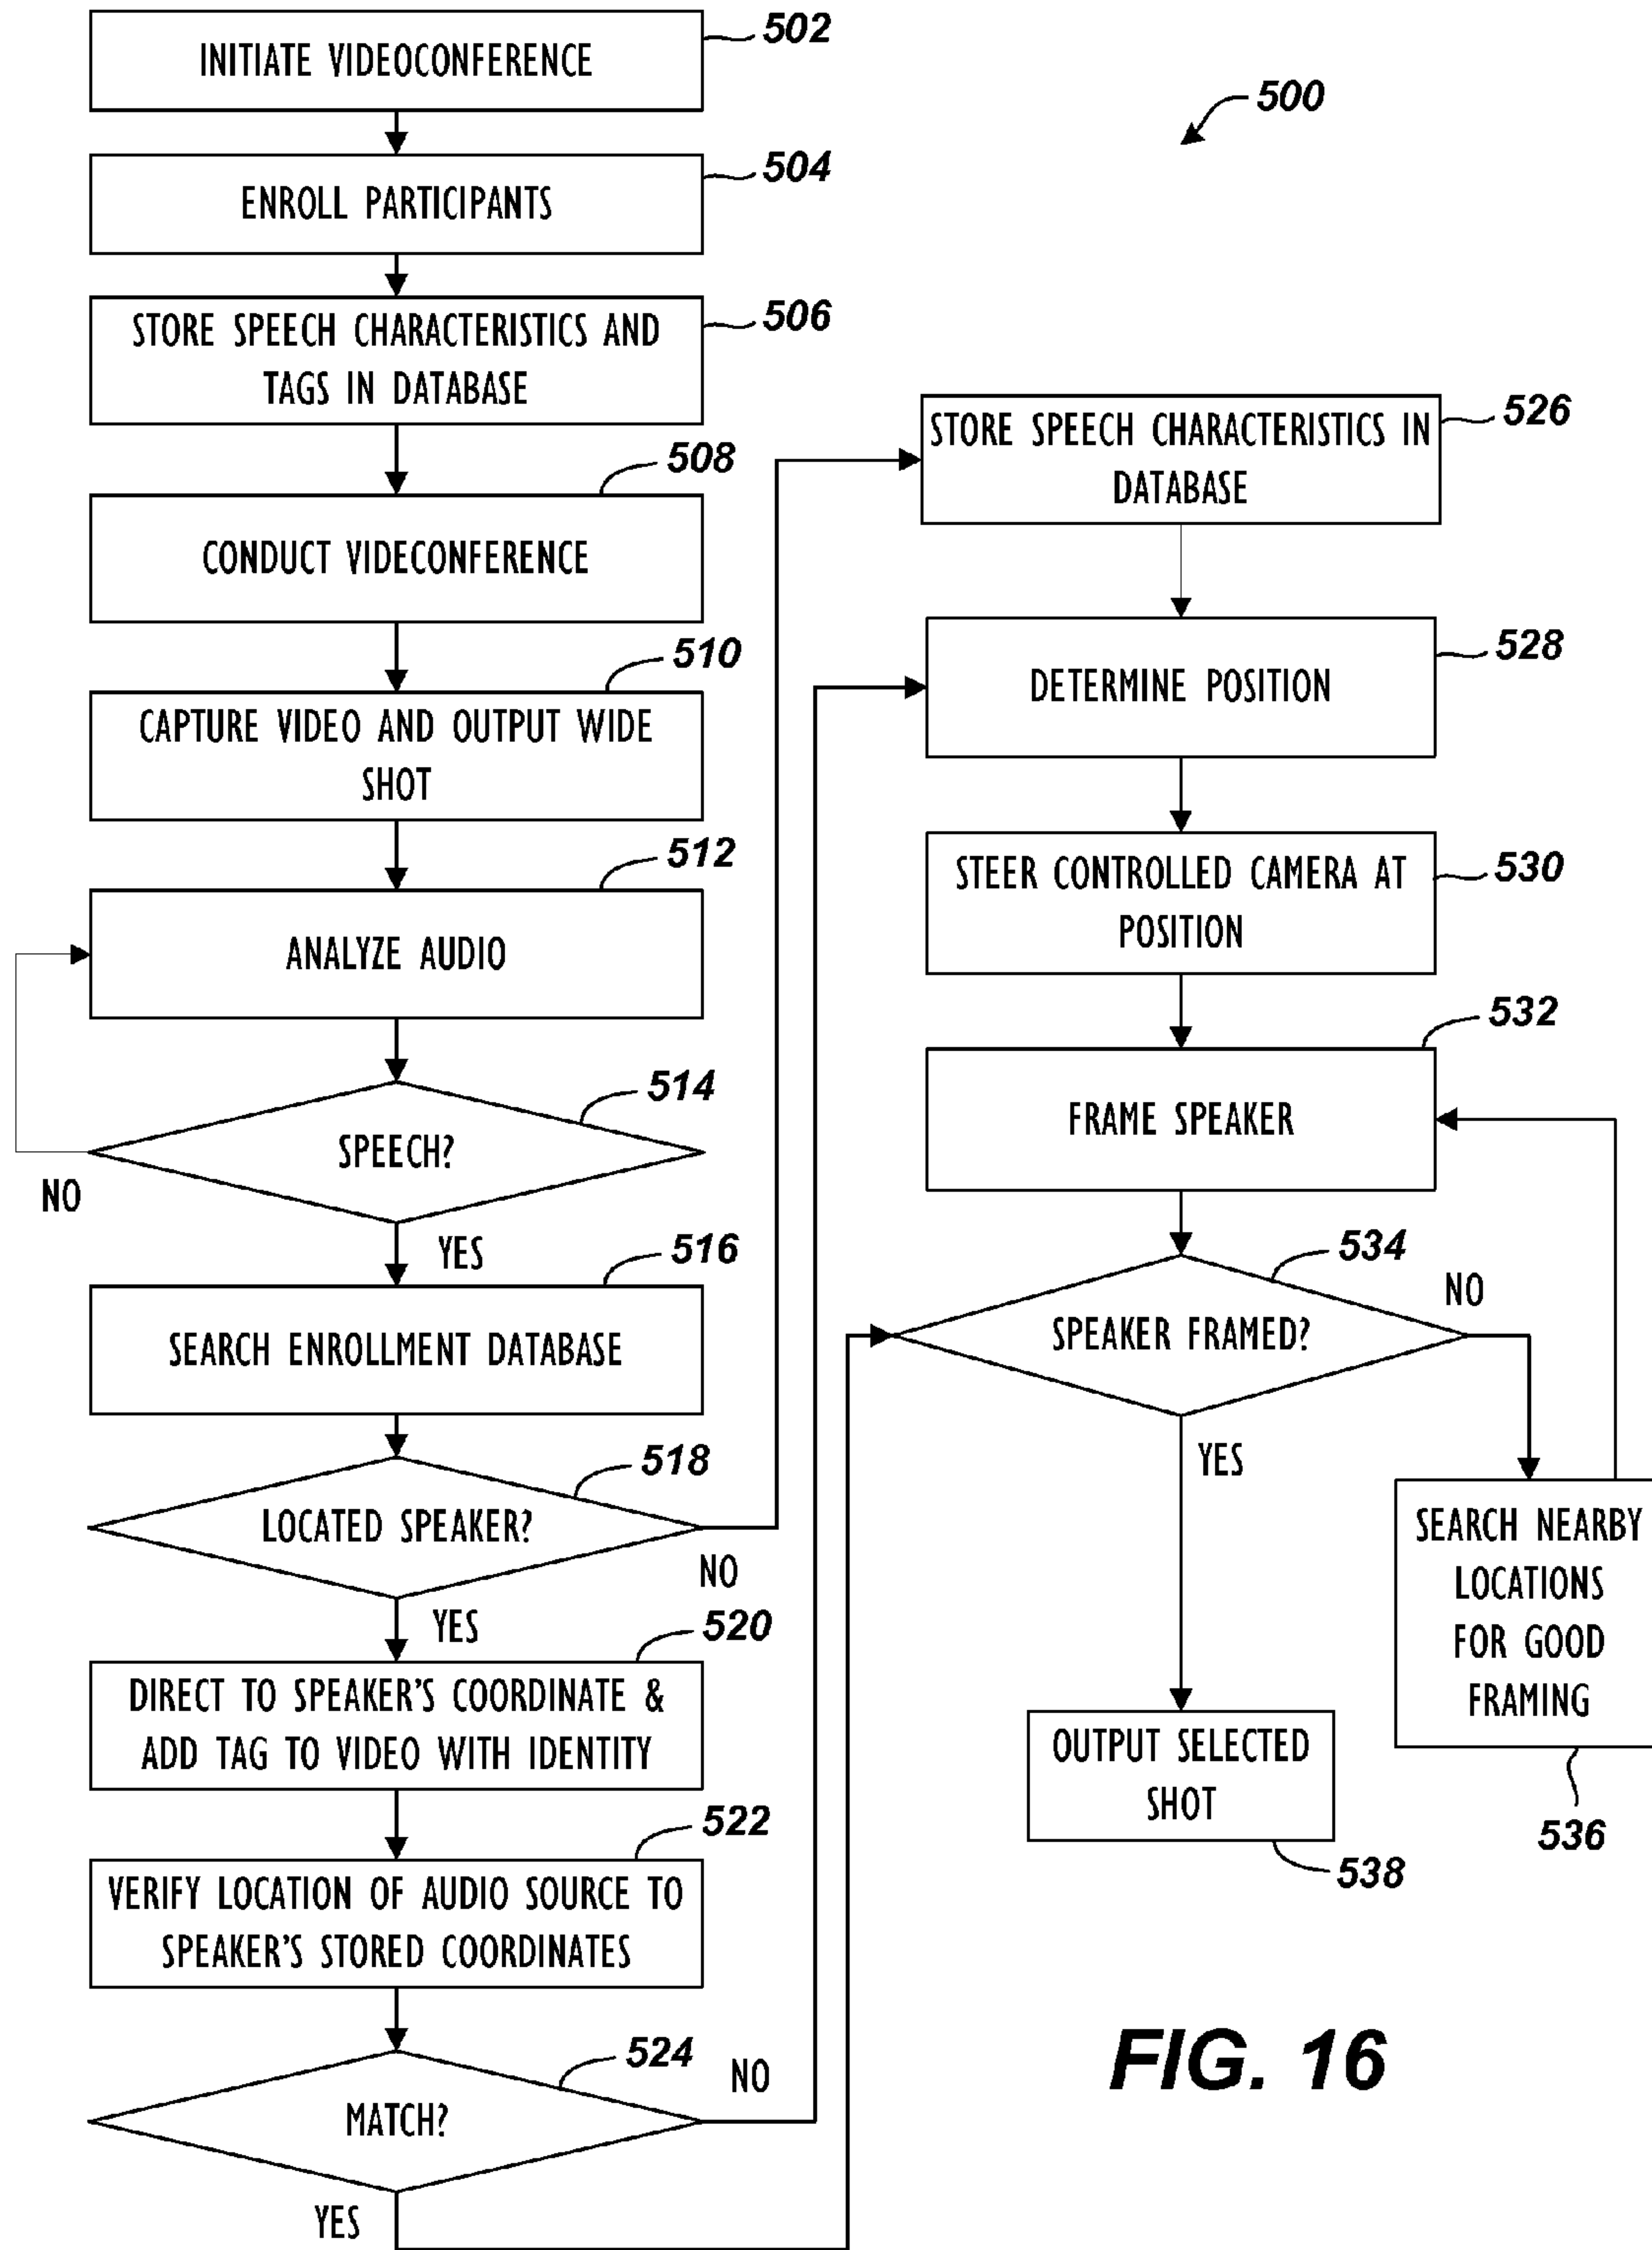 INITIATE VIDEOCONFERENCE
502
500
ENROLL PARTICIPANTS
504
STORE SPEECH CHARACTERISTICS AND
TAGS IN DATABASE
506
CONDUCT VIDECONFERENCE
508
CAPTURE VIDEO AND OUTPUT WIDE
SHOT
510
ANALYZE AUDIO
512
SPEECH?
514
NO
YES
SEARCH ENROLLMENT DATABASE
516
LOCATED SPEAKER?
518
NO
YES
DIRECT TO SPEAKER'S COORDINATE &
ADD TAG TO VIDEO WITH IDENTITY
520
VERIFY LOCATION OF AUDIO SOURCE TO
SPEAKER'S STORED COORDINATES
522
MATCH?
524
NO
YES
STORE SPEECH CHARACTERISTICS IN
DATABASE
526
DETERMINE POSITION
528
STEER CONTROLLED CAMERA AT
POSITION
530
FRAME SPEAKER
532
SPEAKER FRAMED?
534
NO
YES
SEARCH NEARBY
LOCATIONS
FOR GOOD
FRAMING
536
OUTPUT SELECTED
SHOT
538
FIG. 16